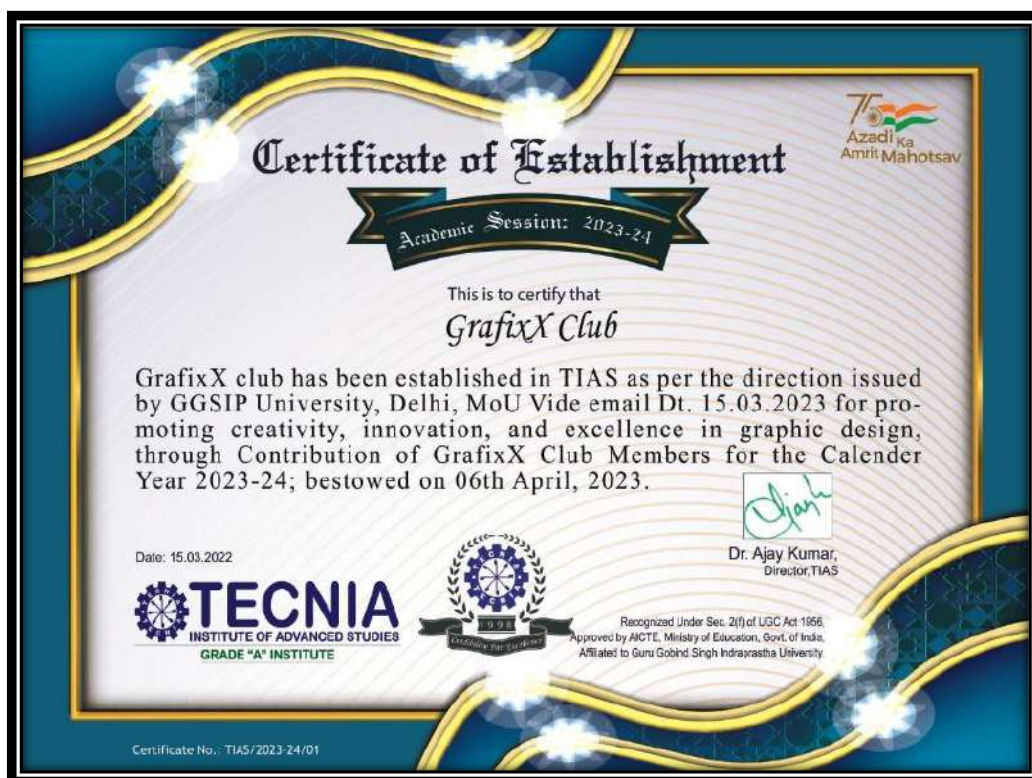 75
Azadi Ka
Amrit Mahotsav
Certificate of Establishment
Academic Session: 2023-24
This is to certify that
GrafixX Club
GrafixX club has been established in TIAS as per the direction issued
by GGSIP University, Delhi, MoU Vide email Dt. 15.03.2023 for pro-
moting creativity, innovation, and excellence in graphic design,
through Contribution of GrafixX Club Members for the Calender
Year 2023-24; bestowed on 06th April, 2023.
Ajay
Dr. Ajay Kumar,
Director,TIAS
Date: 15.03.2022
TECNIA
INSTITUTE OF ADVANCED STUDIES
GRADE "A" INSTITUTE
1998
Credibility For Excellence
Recognized Under Sec. 2(f) of UGC Act 1956,
Approved by AICTE, Ministry of Education, Govt. of India,
Affiliated to Guru Gobind Singh Indraprastha University.
Certificate No.: TIAS/2023-24/01